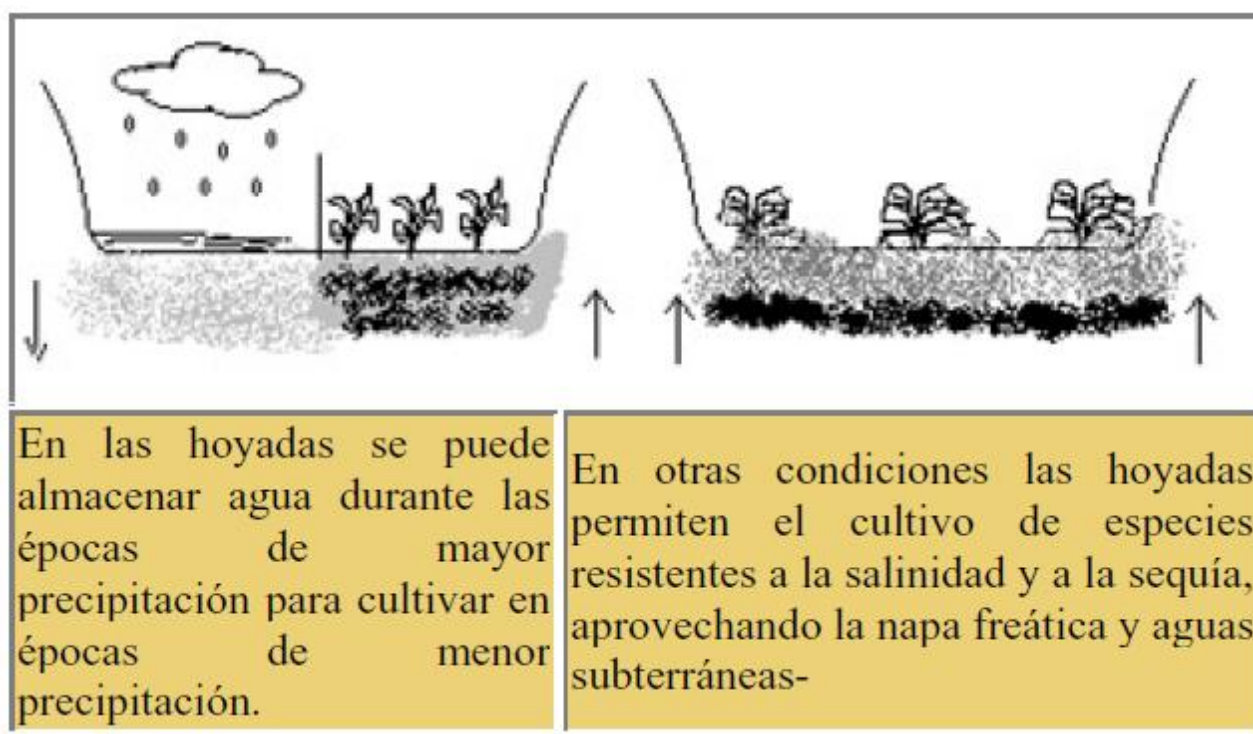 En las hoyadas se puede
almacenar agua durante las
épocas de mayor
precipitación para cultivar en
épocas de menor
precipitación.
En otras condiciones las hoyadas
permiten el cultivo de especies
resistentes a la salinidad y a la sequía,
aprovechando la napa freática y aguas
subterráneas-